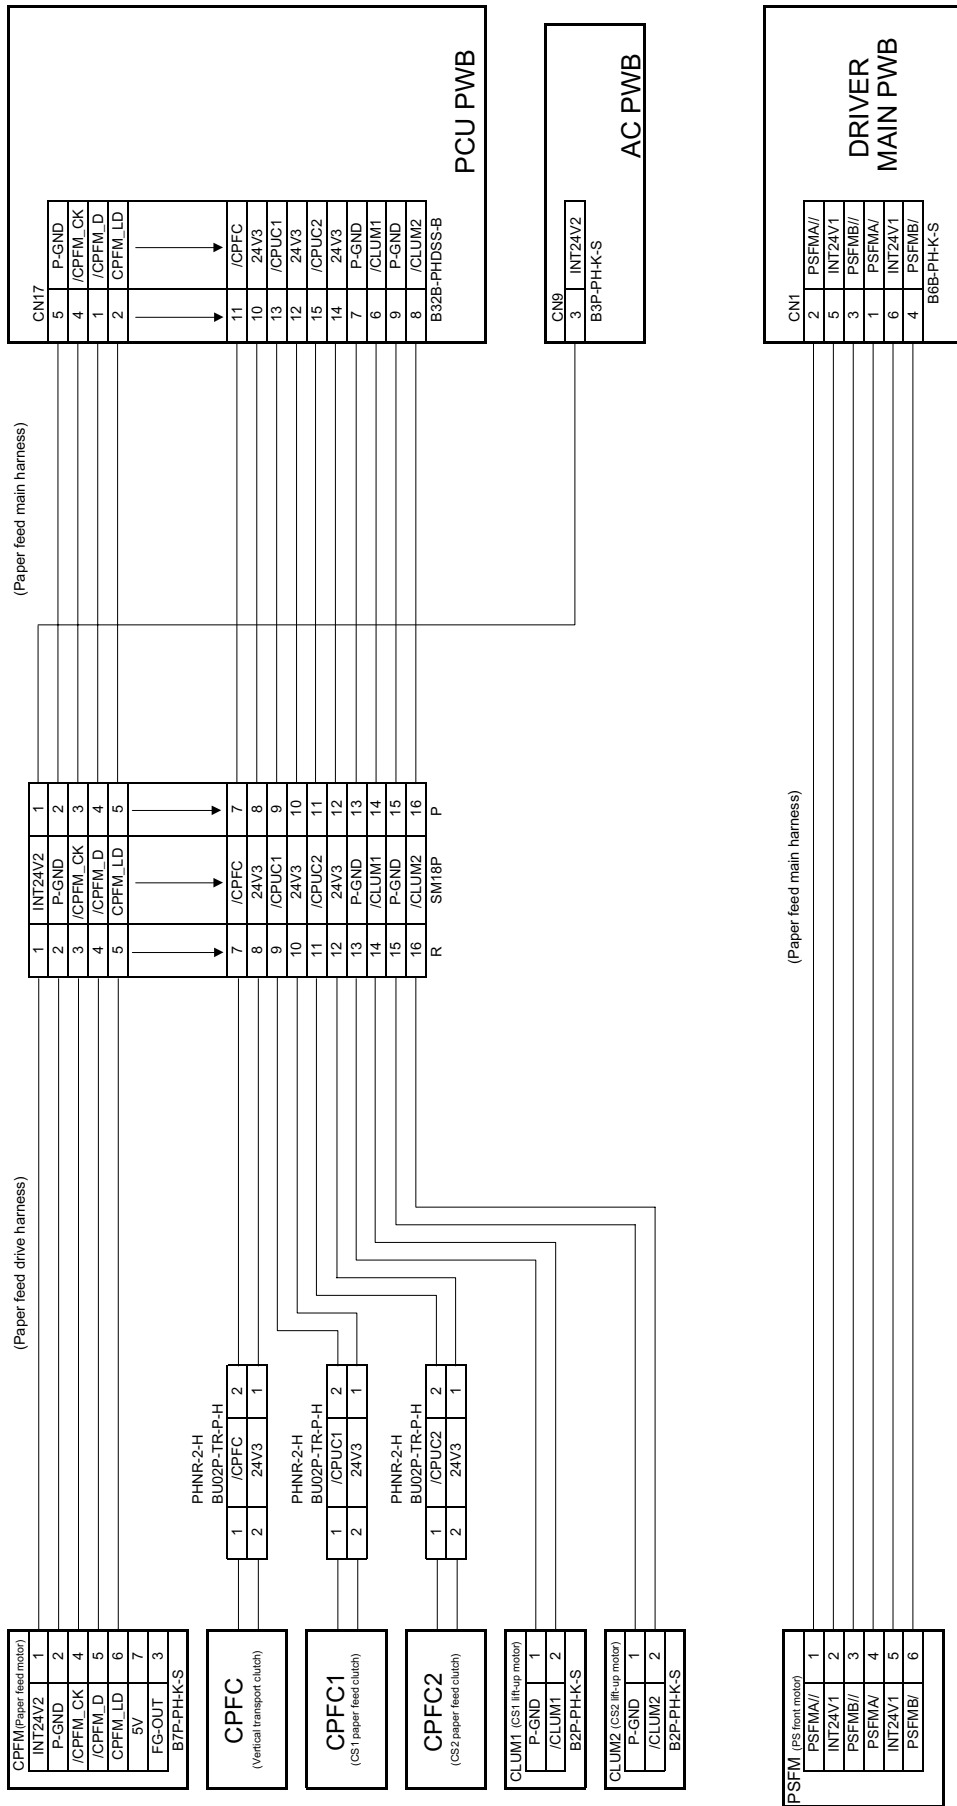 CPFM (Paper feed motor)
INT24V2 1
P-GND 2
/CPFM_CK 4
/CPFM_D 5
CPFM_LD 6
5V 7
FG-OUT 3
B7P-PH-K-S
CPFC
(Vertical transport clutch)
CPFC1
(CS1 paper feed clutch)
CPFC2
(CS2 paper feed clutch)
CLUM1 (CS1 lift-up motor)
P-GND 1
/CLUM1 2
B2P-PH-K-S
CLUM2 (CS2 lift-up motor)
P-GND 1
/CLUM2 2
B2P-PH-K-S
PSFM (PS front motor)
PSFMA// 1
INT24V1 2
PSFMB// 3
PSFMA/ 4
INT24V1 5
PSFMB/ 6
PHNR-2-H
BU02P-TR-P-H
1 /CPFC 2
2 24V3 1
PHNR-2-H
BU02P-TR-P-H
1 /CPUC1 2
2 24V3 1
PHNR-2-H
BU02P-TR-P-H
1 /CPUC2 2
2 24V3 1
(Paper feed drive harness)
1 INT24V2 1
2 P-GND 2
3 /CPFM_CK 3
4 /CPFM_D 4
5 CPFM_LD 5
7 /CPFC 7
8 24V3 8
9 /CPUC1 9
10 24V3 10
11 /CPUC2 11
12 24V3 12
13 P-GND 13
14 /CLUM1 14
15 P-GND 15
16 /CLUM2 16
R SM18P P
(Paper feed main harness)
(Paper feed main harness)
CN17
5 P-GND
4 /CPFM_CK
1 /CPFM_D
2 CPFM_LD
11 /CPFC
10 24V3
13 /CPUC1
12 24V3
15 /CPUC2
14 24V3
7 P-GND
6 /CLUM1
9 P-GND
8 /CLUM2
B32B-PHDSS-B
PCU PWB
CN9
3 INT24V2
B3P-PH-K-S
AC PWB
CN1
2 PSFMA//
5 INT24V1
3 PSFMB//
1 PSFMA/
6 INT24V1
4 PSFMB/
B6B-PH-K-S
DRIVER
MAIN PWB